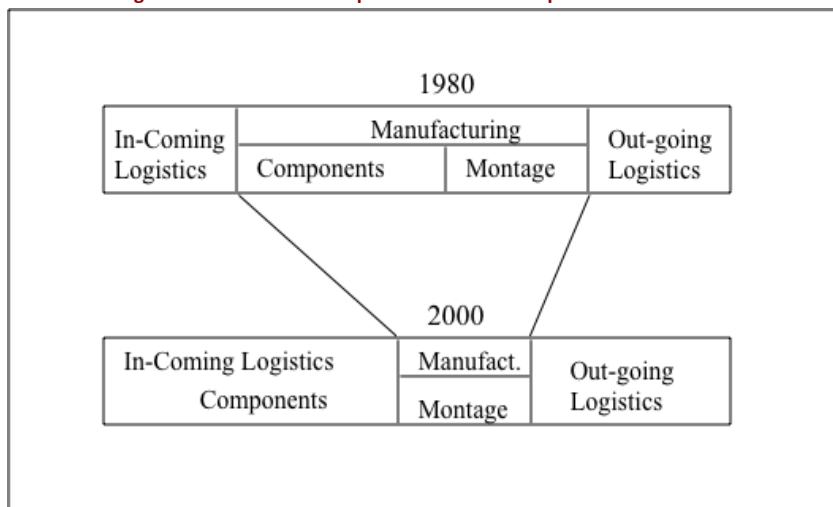 1980
In-Coming
Logistics
Manufacturing
Components
Montage
Out-going
Logistics
2000
In-Coming Logistics
Components
Manufact.
Montage
Out-going
Logistics